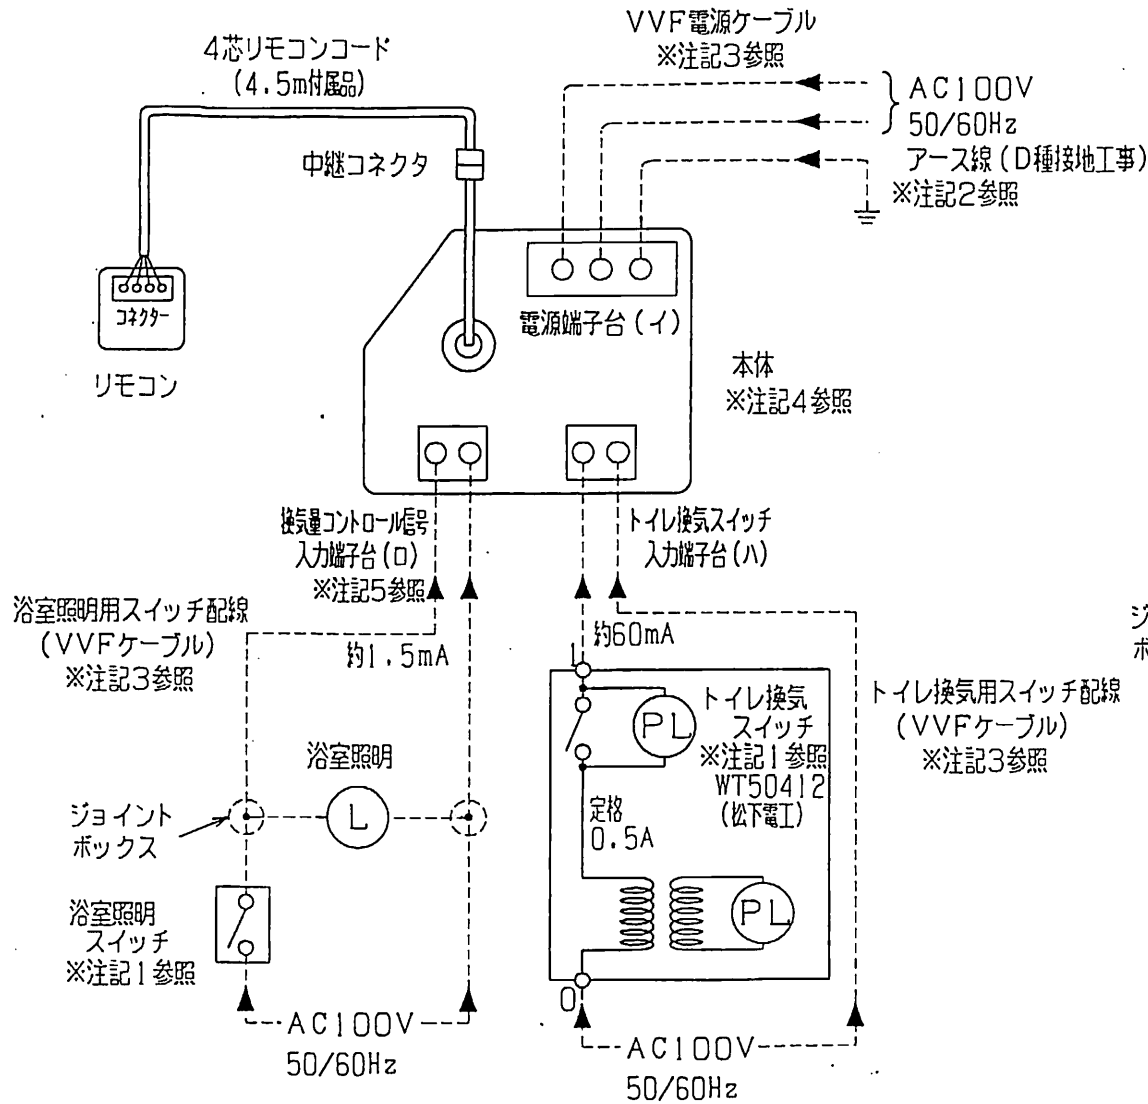 VVF電源ケーブル
※注記3参照
4芯リモコンコード
(4.5m付属品)
AC100V
50/60Hz
アース線(D種接地工事)
※注記2参照
中継コネクタ
コネクター
リモコン
電源端子台(イ)
本体
※注記4参照
換気量コントロール信号
入力端子台(ロ)
※注記5参照
トイレ換気スイッチ
入力端子台(ハ)
浴室照明用スイッチ配線
(VVFケーブル)
※注記3参照
約1.5mA
約60mA
1
PL
トイレ換気
スイッチ
※注記1参照
WT50412
(松下電工)
トイレ換気用スイッチ配線
(VVFケーブル)
※注記3参照
ジ
ボ
浴室照明
L
ジョイント
ボックス
定格
0.5A
PL
浴室照明
スイッチ
※注記1参照
0
AC100V
50/60Hz
AC100V
50/60Hz